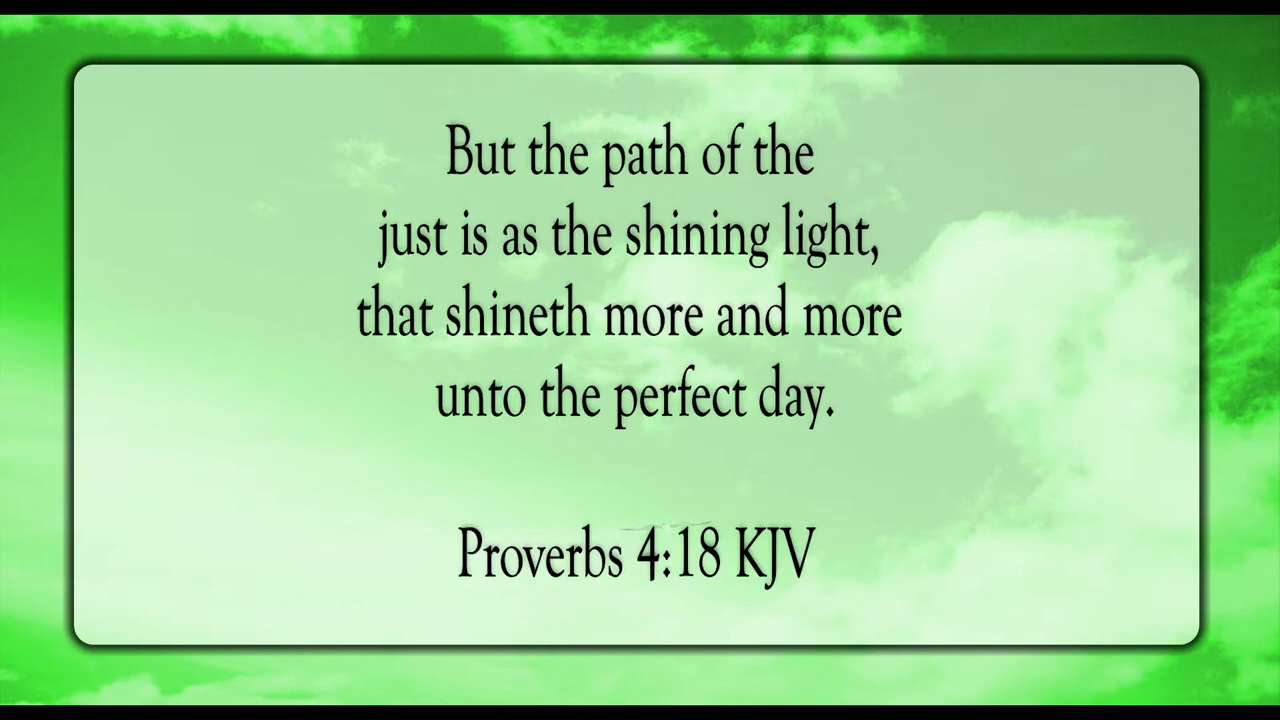 But the path of the
just is as the shining light,
that shineth more and more
unto the perfect day.
Proverbs 4:18 KJV